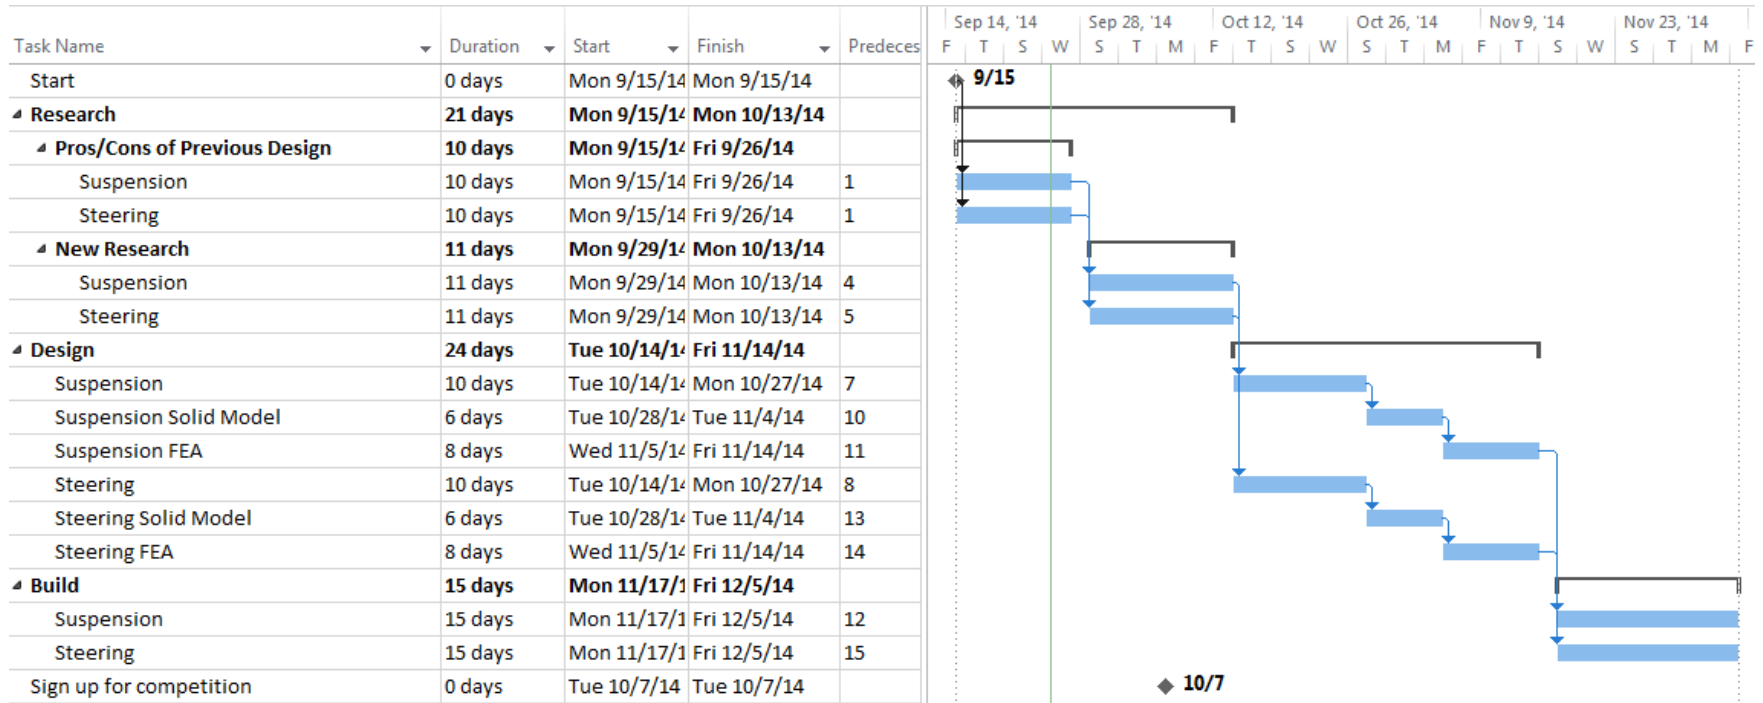 Sep 14, '14 Sep 28, '14 Oct 12, '14 Oct 26, '14 Nov 9, '14 Nov 23, '14
Task Name Duration Start Finish Predeces F T S W S T M F T S W S T M F T S W S T M F
Start 0 days Mon 9/15/14 Mon 9/15/14 9/15
Research 21 days Mon 9/15/14 Mon 10/13/14
Pros/Cons of Previous Design 10 days Mon 9/15/14 Fri 9/26/14
Suspension 10 days Mon 9/15/14 Fri 9/26/14 1
Steering 10 days Mon 9/15/14 Fri 9/26/14 1
New Research 11 days Mon 9/29/14 Mon 10/13/14
Suspension 11 days Mon 9/29/14 Mon 10/13/14 4
Steering 11 days Mon 9/29/14 Mon 10/13/14 5
Design 24 days Tue 10/14/14 Fri 11/14/14
Suspension 10 days Tue 10/14/14 Mon 10/27/14 7
Suspension Solid Model 6 days Tue 10/28/14 Tue 11/4/14 10
Suspension FEA 8 days Wed 11/5/14 Fri 11/14/14 11
Steering 10 days Tue 10/14/14 Mon 10/27/14 8
Steering Solid Model 6 days Tue 10/28/14 Tue 11/4/14 13
Steering FEA 8 days Wed 11/5/14 Fri 11/14/14 14
Build 15 days Mon 11/17/1 Fri 12/5/14
Suspension 15 days Mon 11/17/1 Fri 12/5/14 12
Steering 15 days Mon 11/17/1 Fri 12/5/14 15
Sign up for competition 0 days Tue 10/7/14 Tue 10/7/14 10/7